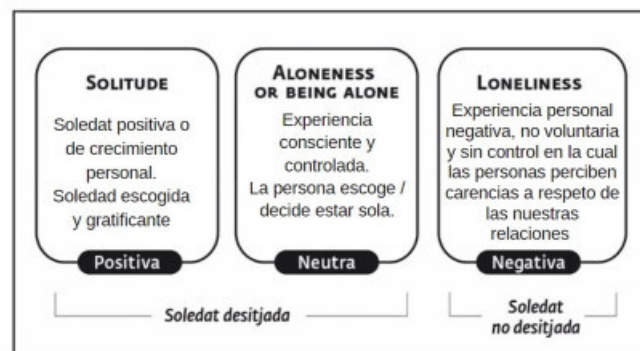 SOLITUDE
Soledat positiva o
de crecimiento
personal.
Soledad escogida
y gratificante
Positiva
ALONENESS
OR BEING ALONE
Experiencia
consciente y
controlada.
La persona escoge /
decide estar sola.
Neutra
LONELINESS
Experiencia personal
negativa, no voluntaria
y sin control en la cual
las personas perciben
carencias a respeto de
las nuestras
relaciones
Negativa
Soledat desitjada
Soledat
no desitjada